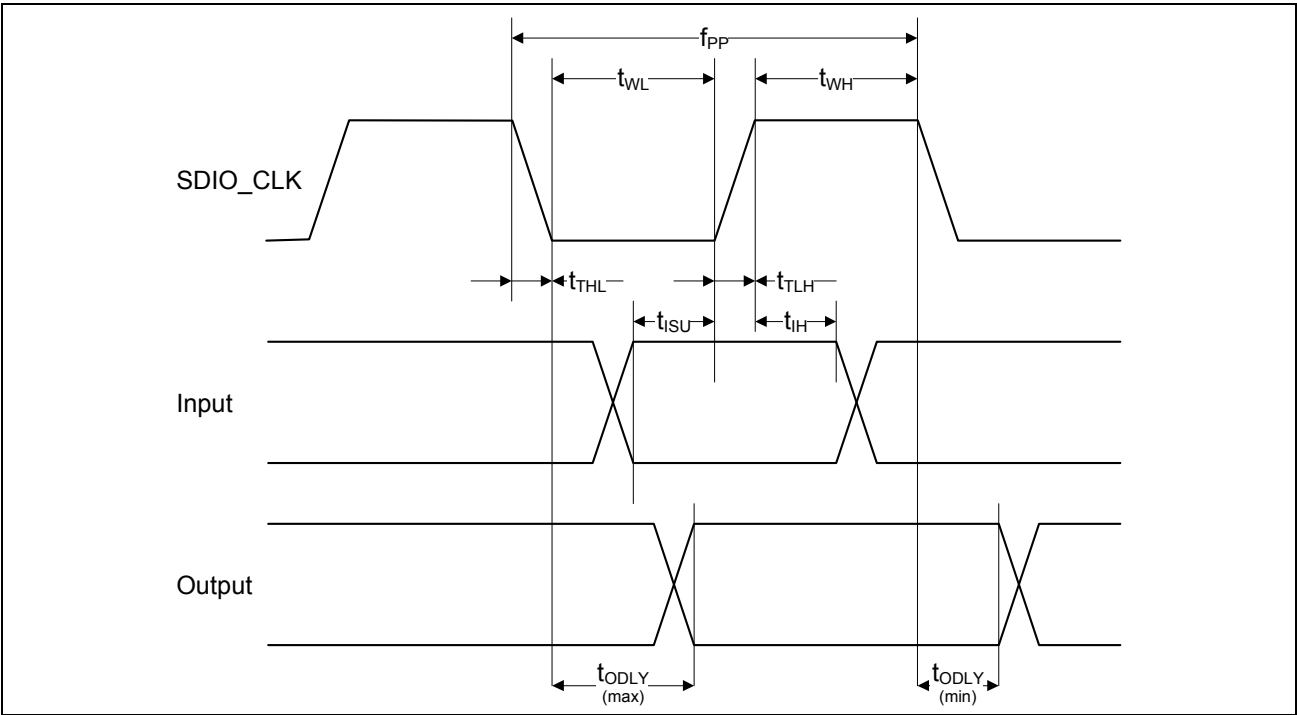 fPP
tWL
tWH
SDIO_CLK
tTHL
tTLH
tISU
tIH
Input
Output
tODLY
(max)
tODLY
(min)